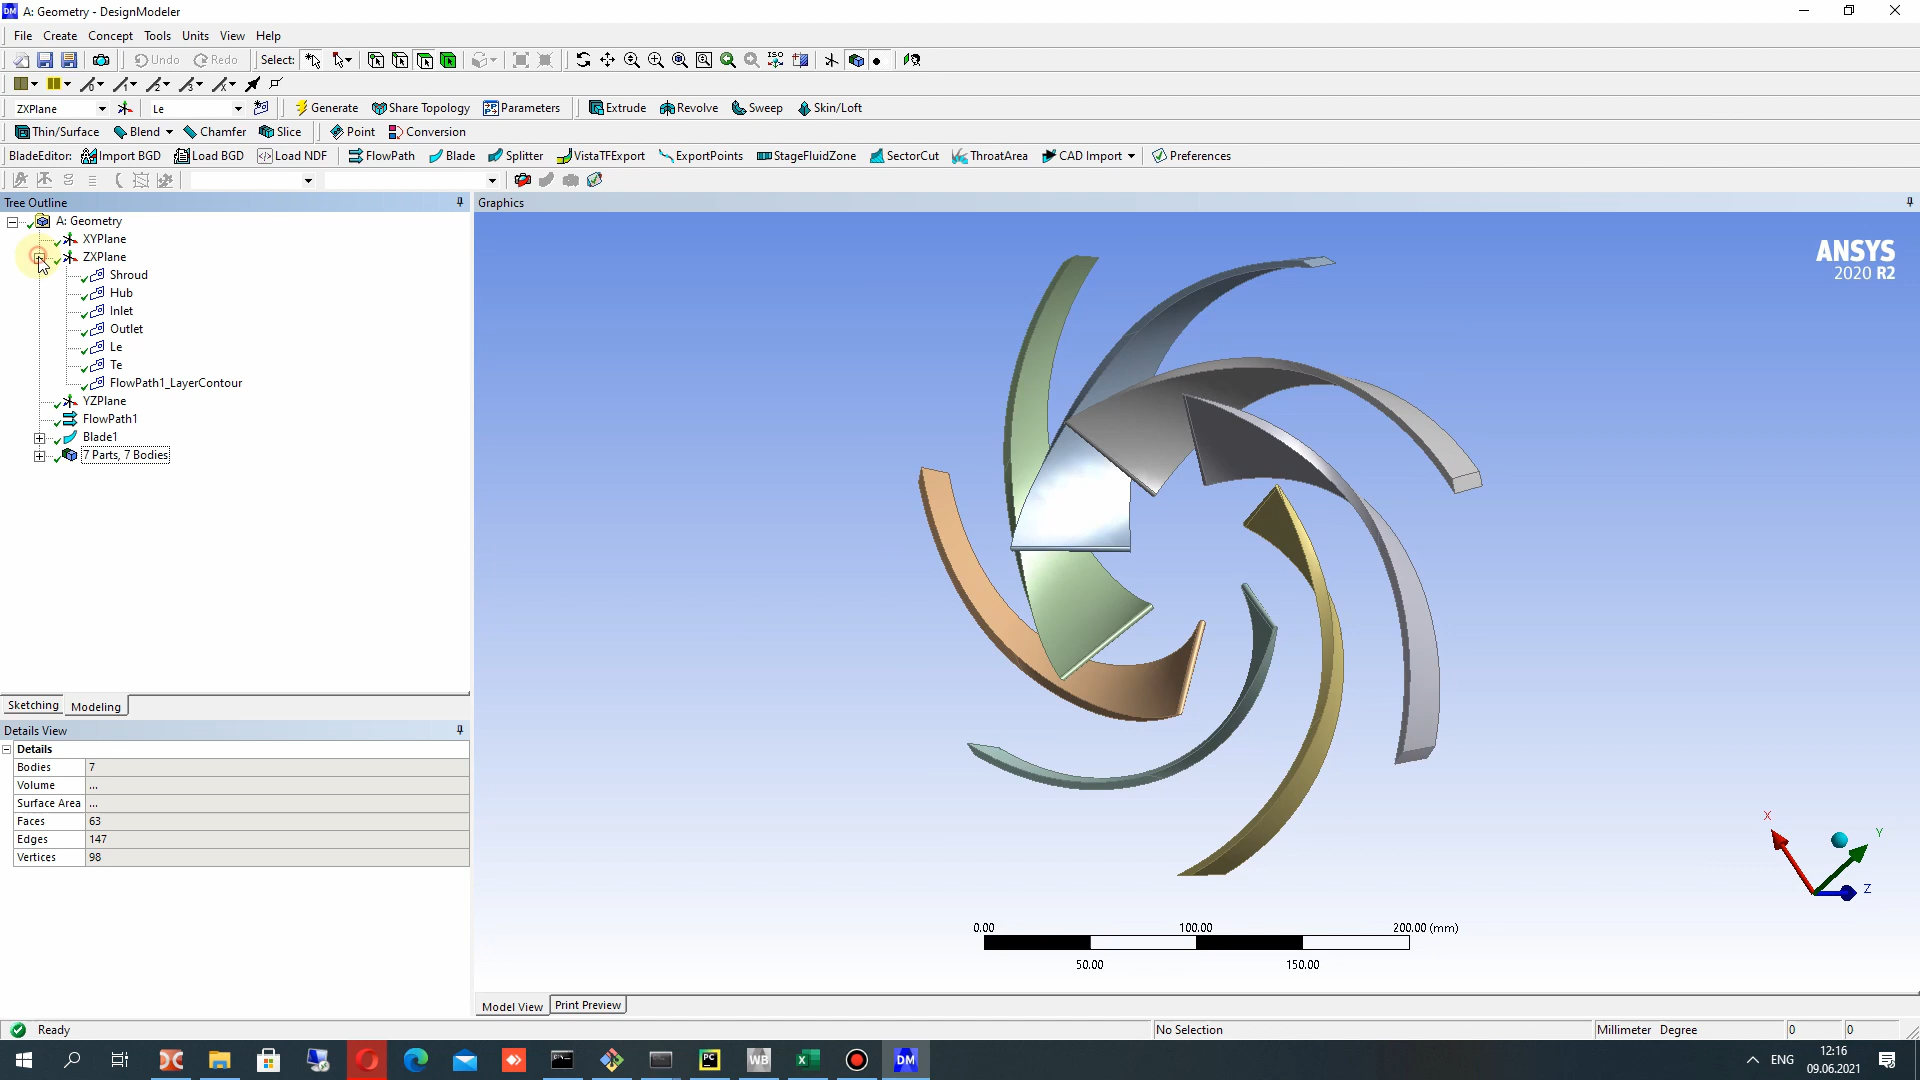 A: Geometry - DesignModeler
File Create Concept Tools Units View Help
Undo Redo Select:
ZXPlane Le Generate Share Topology Parameters Extrude Revolve Sweep Skin/Loft
Thin/Surface Blend Chamfer Slice Point Conversion
BladeEditor: Import BGD Load BGD Load NDF FlowPath Blade Splitter VistaTFExport ExportPoints StageFluidZone SectorCut ThroatArea CAD Import Preferences
Tree Outline
Graphics
A: Geometry
XYPlane
ZXPlane
Shroud
Hub
Inlet
Outlet
Le
Te
FlowPath1_LayerContour
YZPlane
FlowPath1
Blade1
7 Parts, 7 Bodies
ANSYS
2020 R2
Sketching Modeling
Details View
Details
Bodies 7
Volume ...
Surface Area ...
Faces 63
Edges 147
Vertices 98
X
Y
Z
0.00 100.00 200.00 (mm)
50.00 150.00
Model View Print Preview
Ready No Selection Millimeter Degree 0 0
PC WB DM
ENG
12:16
09.06.2021